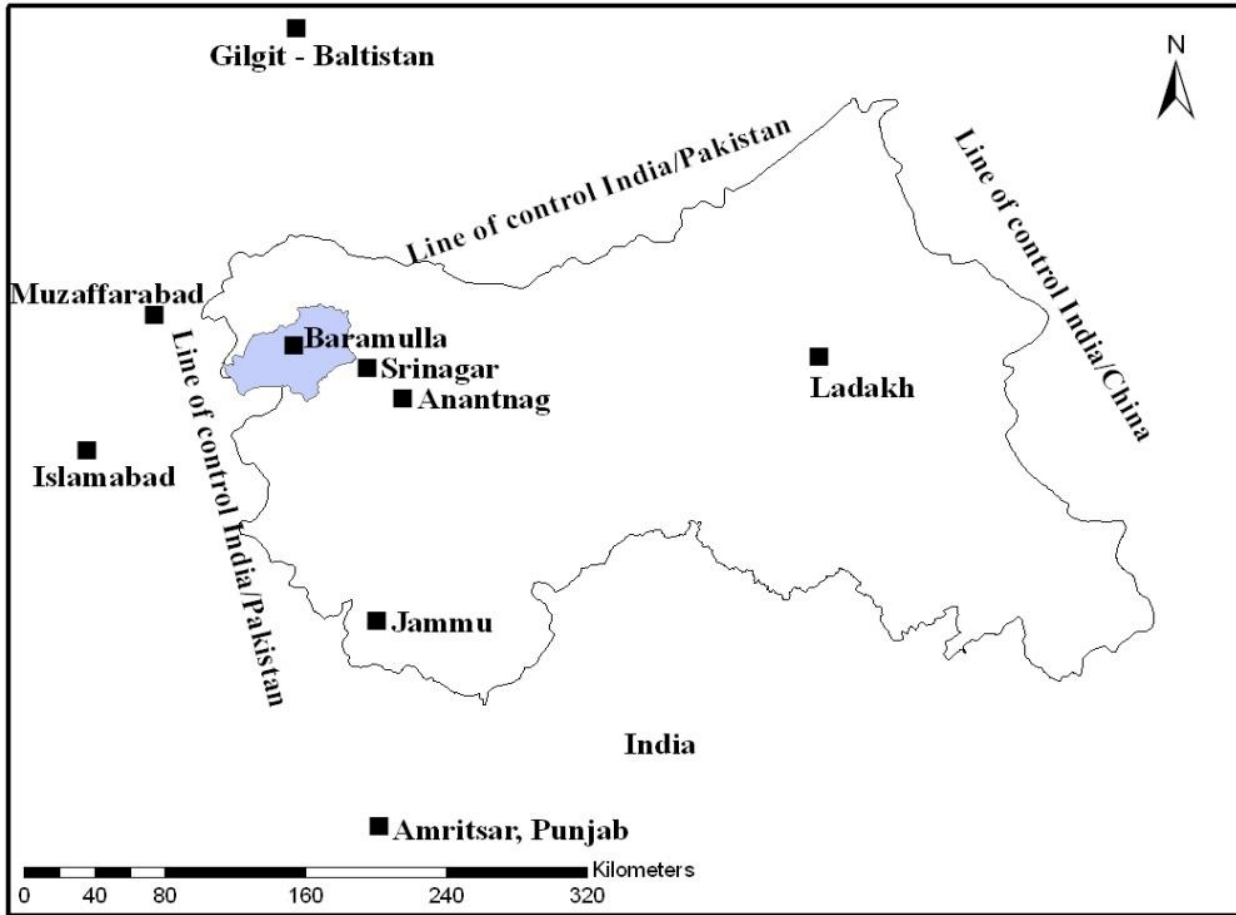 Gilgit - Baltistan
N
Line of control India/Pakistan
Line of control India/China
Muzaffarabad
Baramulla
Srinagar
Anantnag
Ladakh
Islamabad
Line of control India/Pakistan
Jammu
India
Amritsar, Punjab
Kilometers
0 40 80 160 240 320